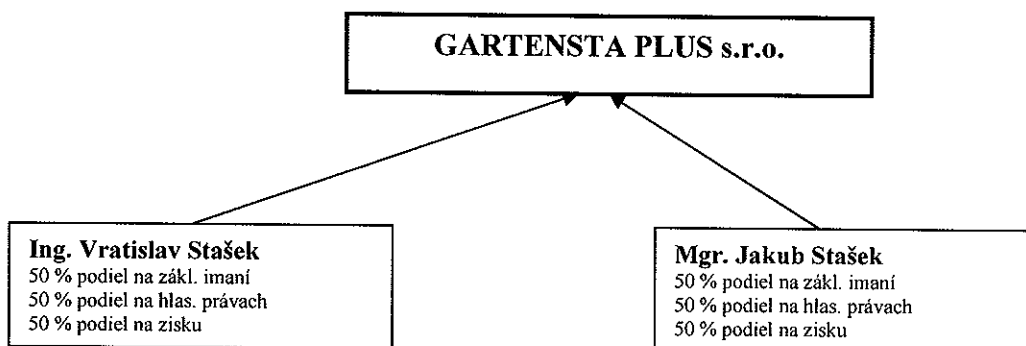 GARTENSTA PLUS s.r.o.
Ing. Vratislav Stašek
50 % podiel na zákl. imaní
50 % podiel na hlas. právach
50 % podiel na zisku
Mgr. Jakub Stašek
50 % podiel na zákl. imaní
50 % podiel na hlas. právach
50 % podiel na zisku